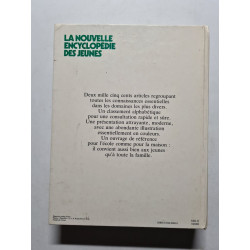 LA NOUVELLE
ENCYCLOPÉDIE
DES JEUNES
Deux mille cinq cents articles regroupant
toutes les connaissances essentielles
dans les domaines les plus divers.
Un classement alphabétique
pour une consultation rapide et sûre.
Une présentation attrayante, moderne,
avec une abondante illustration
essentiellement en couleurs.
Un ouvrage de référence
pour l'école comme pour la maison :
il convient aussi bien aux jeunes
qu'à toute la famille.